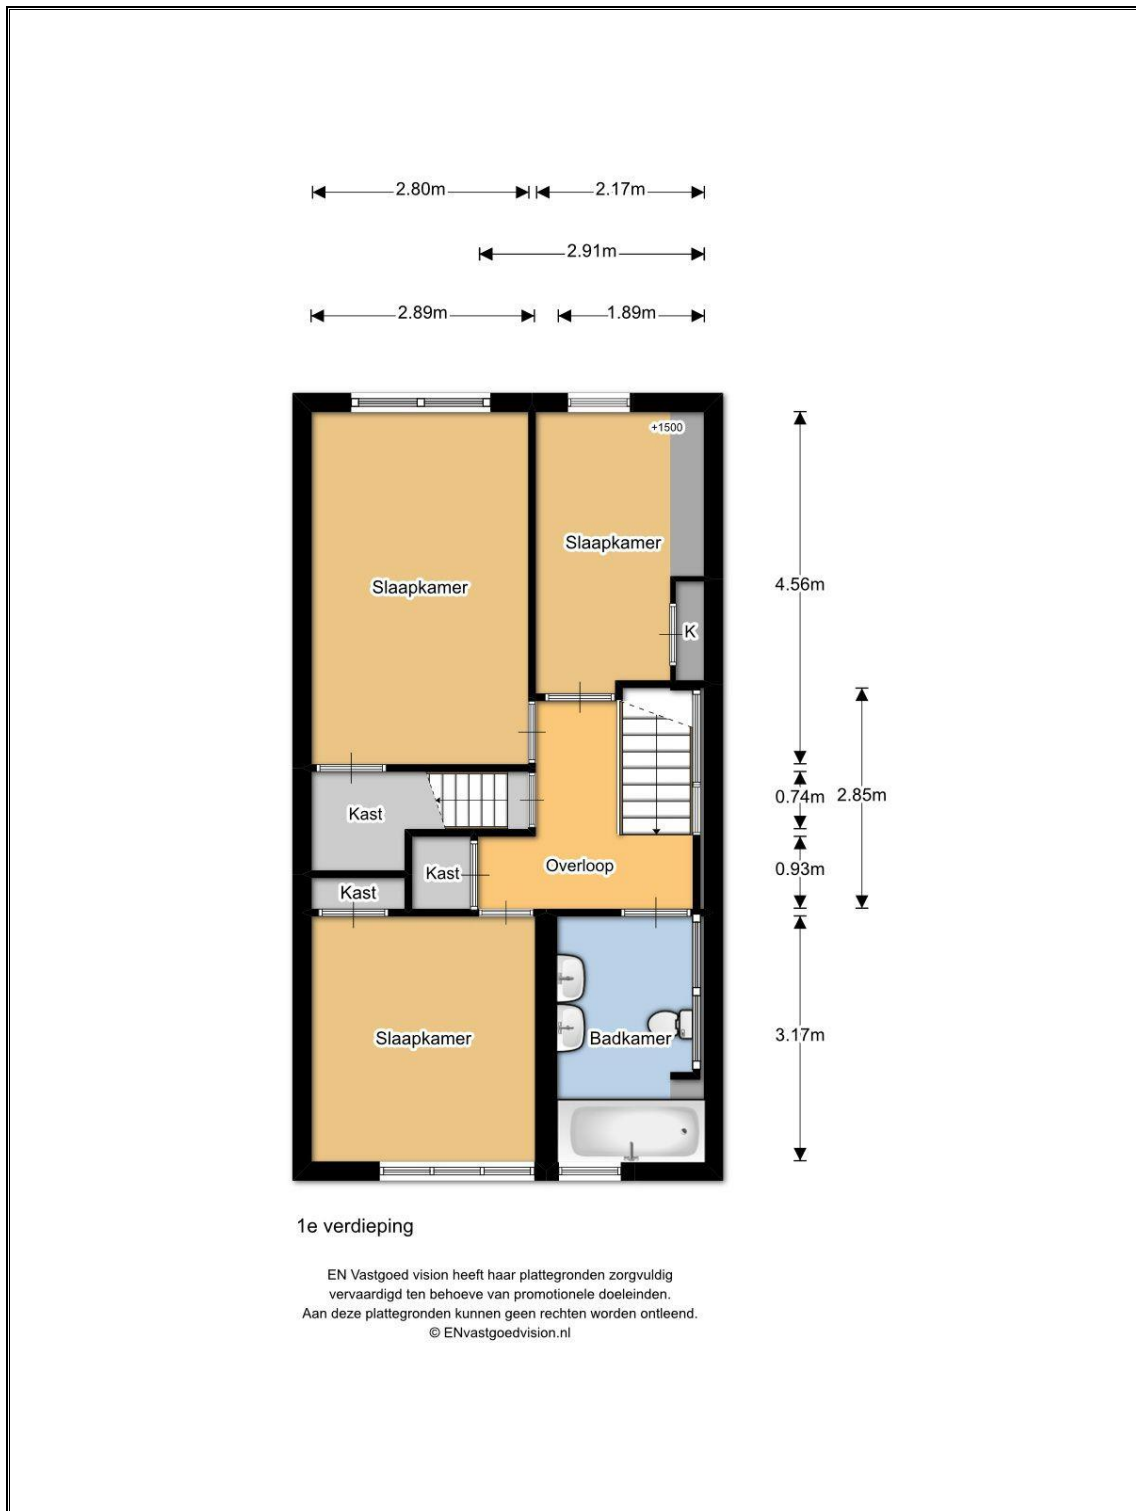 2.80m 2.17m
2.91m
2.89m 1.89m
+1500
Slaapkamer
4.56m
Slaapkamer
K
0.74m 2.85m
Kast
0.93m
Overloop
Kast
Kast
3.17m
Slaapkamer Badkamer
1e verdieping
EN Vastgoed vision heeft haar plattegronden zorgvuldig
vervaardigd ten behoeve van promotionele doeleinden.
Aan deze plattegronden kunnen geen rechten worden ontleend.
© ENvastgoedvision.nl